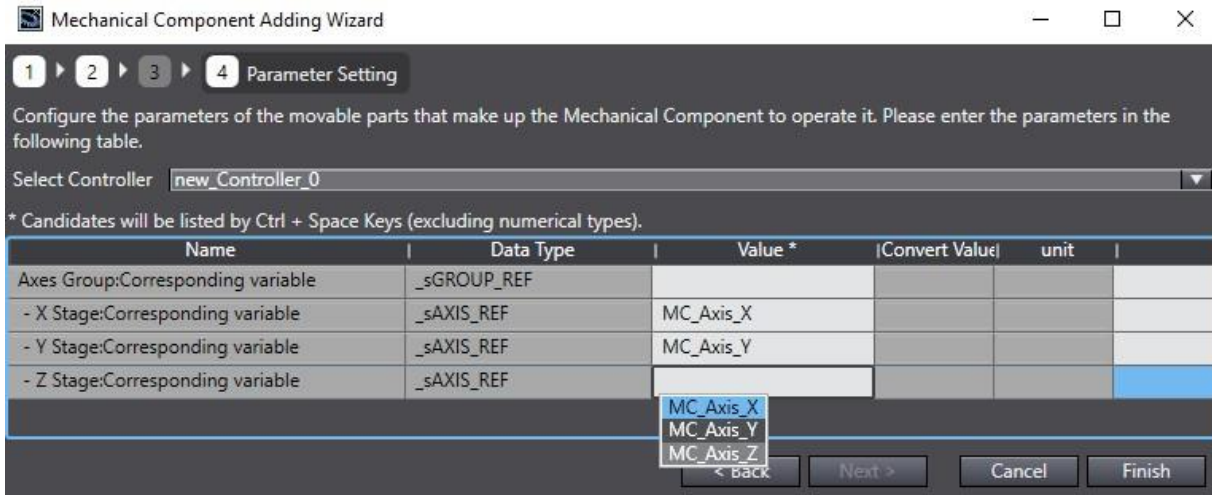 Mechanical Component Adding Wizard
1 2 3 4 Parameter Setting
Configure the parameters of the movable parts that make up the Mechanical Component to operate it. Please enter the parameters in the
following table.
Select Controller new_Controller_0
* Candidates will be listed by Ctrl + Space Keys (excluding numerical types).
Name Data Type Value * Convert Value unit
Axes Group:Corresponding variable _sGROUP_REF
- X Stage:Corresponding variable _sAXIS_REF MC_Axis_X
- Y Stage:Corresponding variable _sAXIS_REF MC_Axis_Y
- Z Stage:Corresponding variable _sAXIS_REF
MC_Axis_X
MC_Axis_Y
MC_Axis_Z
< Back Next > Cancel Finish